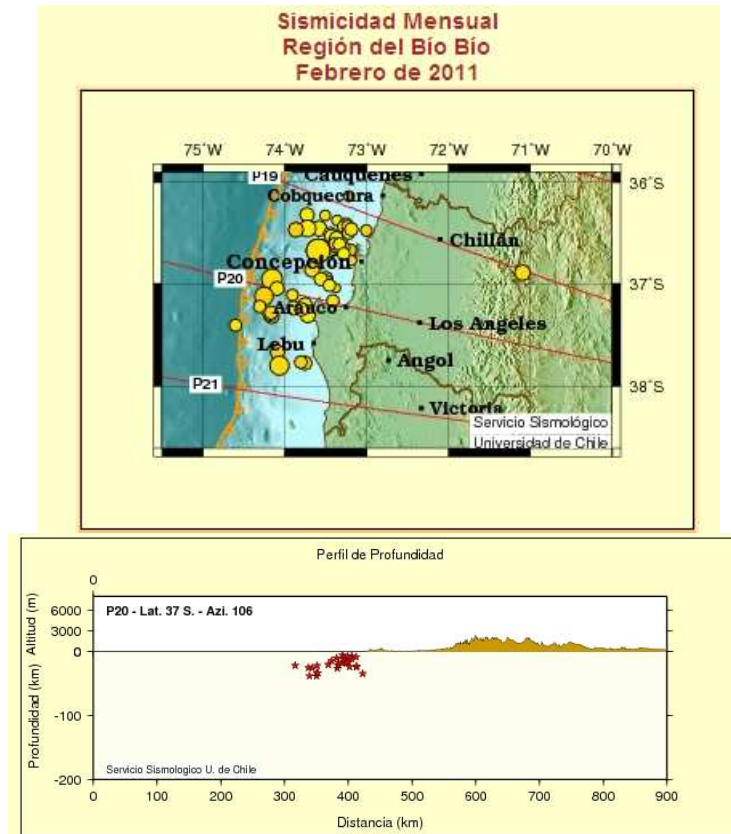 Sismicidad Mensual
Región del Bío Bío
Febrero de 2011
75°W 74°W 73°W 72°W 71°W 70°W
P19
Cauquenes
36°S
Cobquecura
Chillán
Concepción
P20
37°S
Arauco
Los Angeles
Lebu
Angol
P21
38°S
Victoria
Servicio Sismológico
Universidad de Chile
Perfil de Profundidad
0
P20 - Lat. 37 S. - Azi. 106
6000
3000
0
-100
-200
Altitud (m)
Profundidad (km)
Servicio Sismologico U. de Chile
0 100 200 300 400 500 600 700 800 900
Distancia (km)